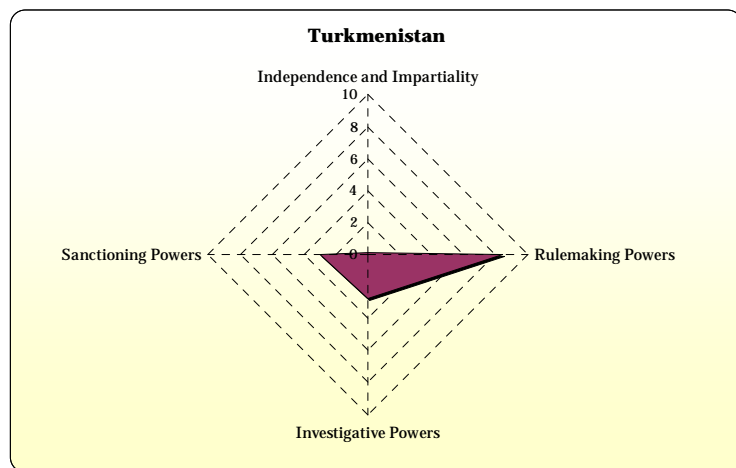 Turkmenistan
Independence and Impartiality
10
8
6
4
2
Sanctioning Powers 0 Rulemaking Powers
Investigative Powers